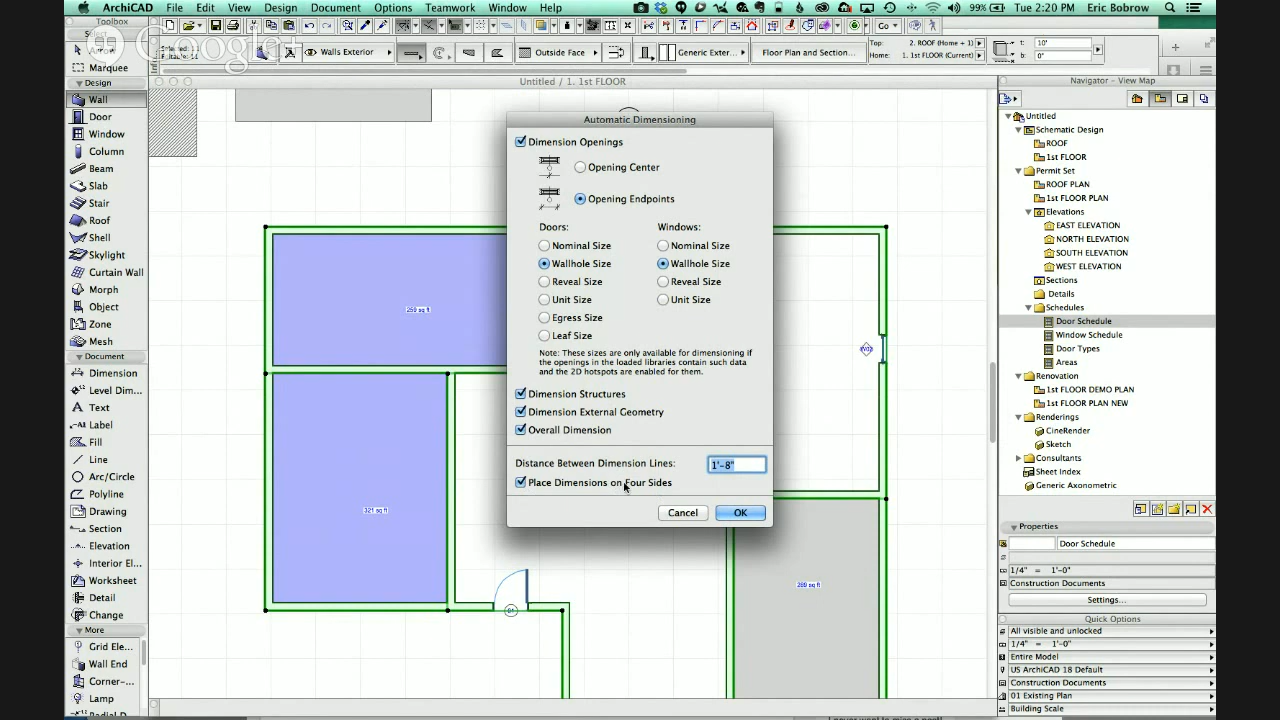 ArchiCAD File Edit View Design Document Options Teamwork Window Help 99% Tue 2:20 PM Eric Bobrow
Toolbox
Select
Google
Walls Exterior
Outside Face
Generic Exter...
Floor Plan and Section...
Top: 2. ROOF (Home + 1)
Home: 1. 1st FLOOR (Current)
t: 10'
b: 0"
Untitled / 1. 1st FLOOR
Arrow
Marquee
Design
Wall
Door
Window
Column
Beam
Slab
Stair
Roof
Shell
Skylight
Curtain Wall
Morph
Object
Zone
Mesh
Document
Dimension
Level Dim...
Text
Label
Fill
Line
Arc/Circle
Polyline
Drawing
Section
Elevation
Interior El...
Worksheet
Detail
Change
More
Grid Ele...
Wall End
Corner-...
Lamp
Radial D...
250 sq ft
321 sq ft
289 sq ft
Automatic Dimensioning
Dimension Openings
Opening Center
Opening Endpoints
Doors: Windows:
Nominal Size Nominal Size
Wallhole Size Wallhole Size
Reveal Size Reveal Size
Unit Size Unit Size
Egress Size
Leaf Size
Note: These sizes are only available for dimensioning if
the openings in the loaded libraries contain such data
and the 2D hotspots are enabled for them.
Dimension Structures
Dimension External Geometry
Overall Dimension
Distance Between Dimension Lines: 1'-8"
Place Dimensions on Four Sides
Cancel OK
Navigator - View Map
Untitled
Schematic Design
ROOF
1st FLOOR
Permit Set
ROOF PLAN
1st FLOOR PLAN
Elevations
EAST ELEVATION
NORTH ELEVATION
SOUTH ELEVATION
WEST ELEVATION
Sections
Details
Schedules
Door Schedule
Window Schedule
Door Types
Areas
Renovation
1st FLOOR DEMO PLAN
1st FLOOR PLAN NEW
Renderings
CineRender
Sketch
Consultants
Sheet Index
Generic Axonometric
Properties
Door Schedule
1/4" = 1'-0"
Construction Documents
Settings...
Quick Options
All visible and unlocked
1/4" = 1'-0"
Entire Model
US ArchiCAD 18 Default
Construction Documents
01 Existing Plan
Building Scale